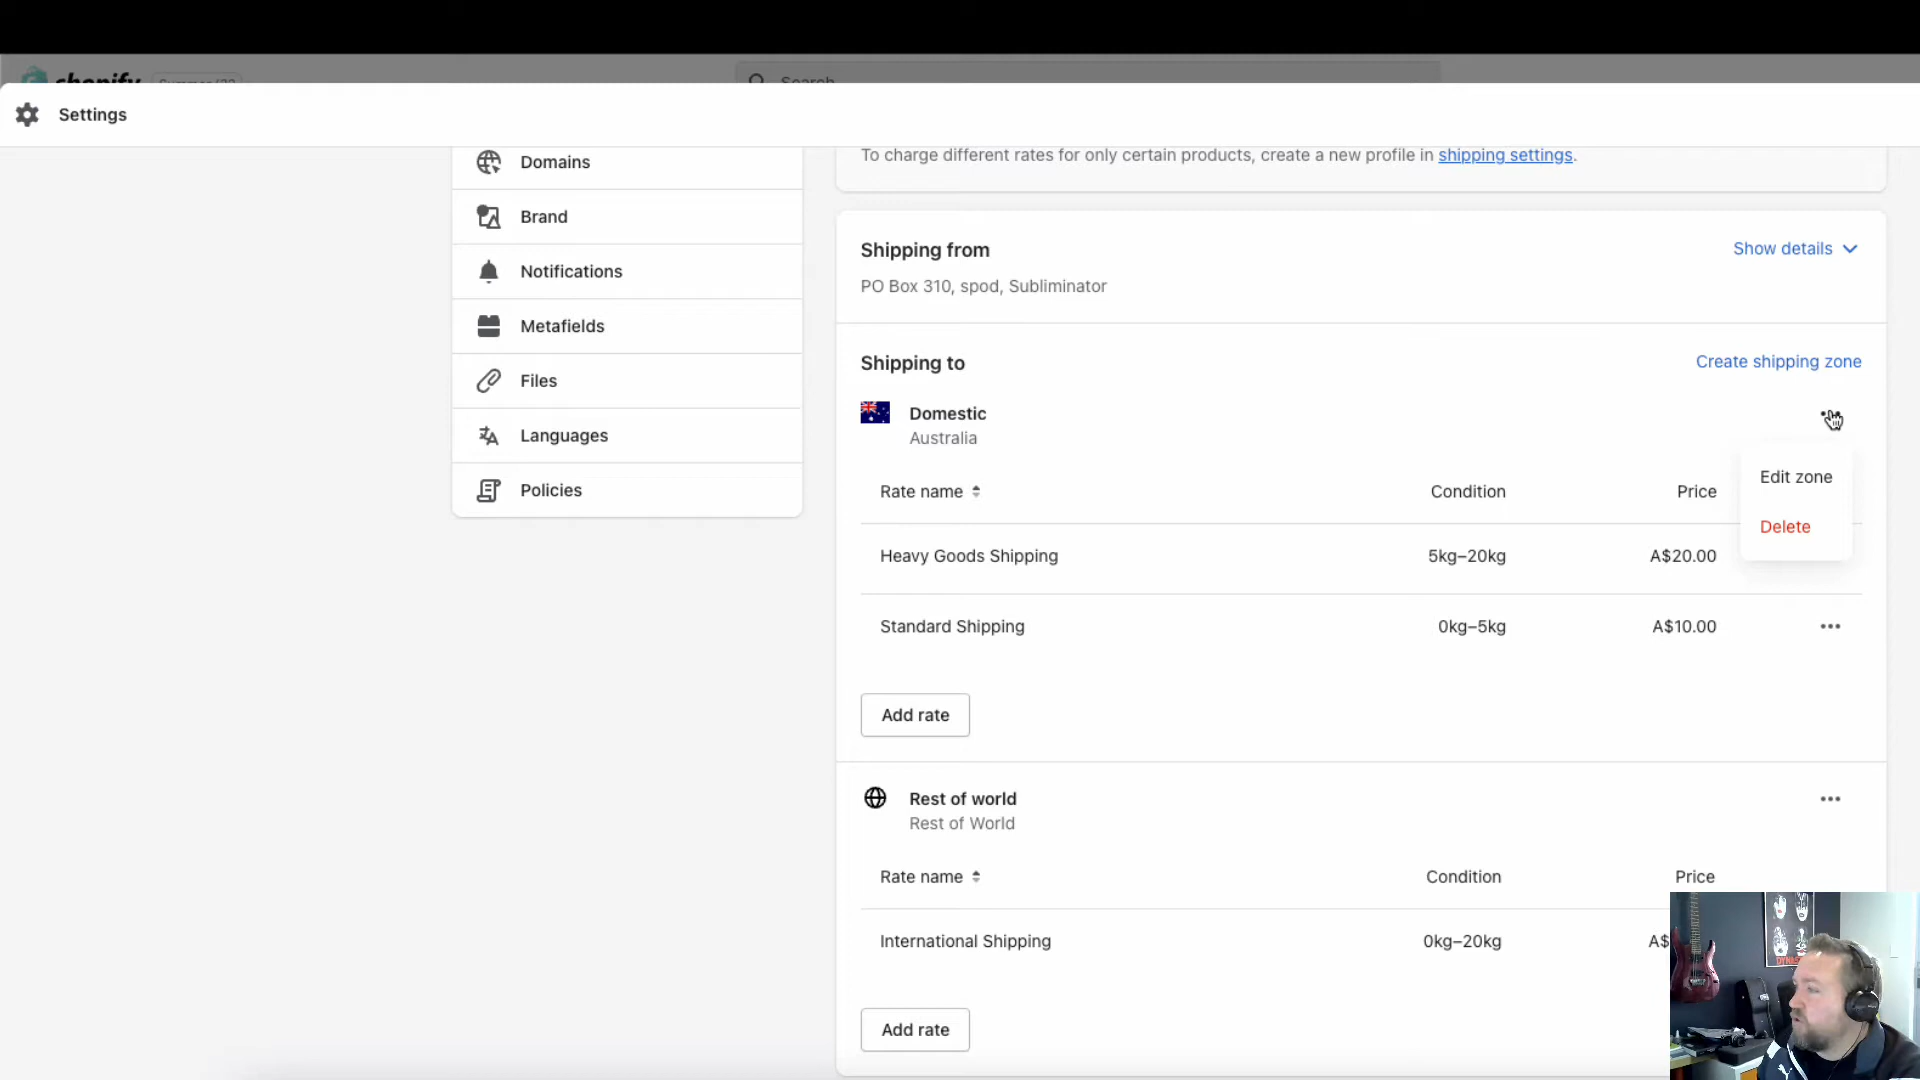 shopify
Search
Settings
Domains
Brand
Notifications
Metafields
Files
Languages
Policies
To charge different rates for only certain products, create a new profile in shipping settings.
Shipping from
Show details
PO Box 310, spod, Subliminator
Shipping to
Create shipping zone
Domestic
Australia
Edit zone
Delete
Rate name Condition Price
Heavy Goods Shipping 5kg–20kg A$20.00
Standard Shipping 0kg–5kg A$10.00
Add rate
Rest of world
Rest of World
Rate name Condition Price
International Shipping 0kg–20kg A$
Add rate